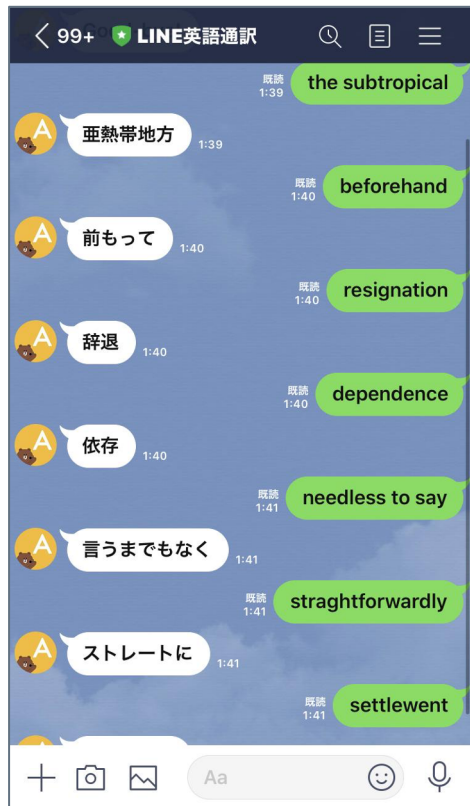 99+ LINE英語通訳
the subtropical
既読
1:39
亜熱帯地方
1:39
beforehand
既読
1:40
前もって
1:40
resignation
既読
1:40
辞退
1:40
dependence
既読
1:40
依存
1:40
needless to say
既読
1:41
言うまでもなく
1:41
straghtforwardly
既読
1:41
ストレートに
1:41
settlewent
既読
1:41
Aa